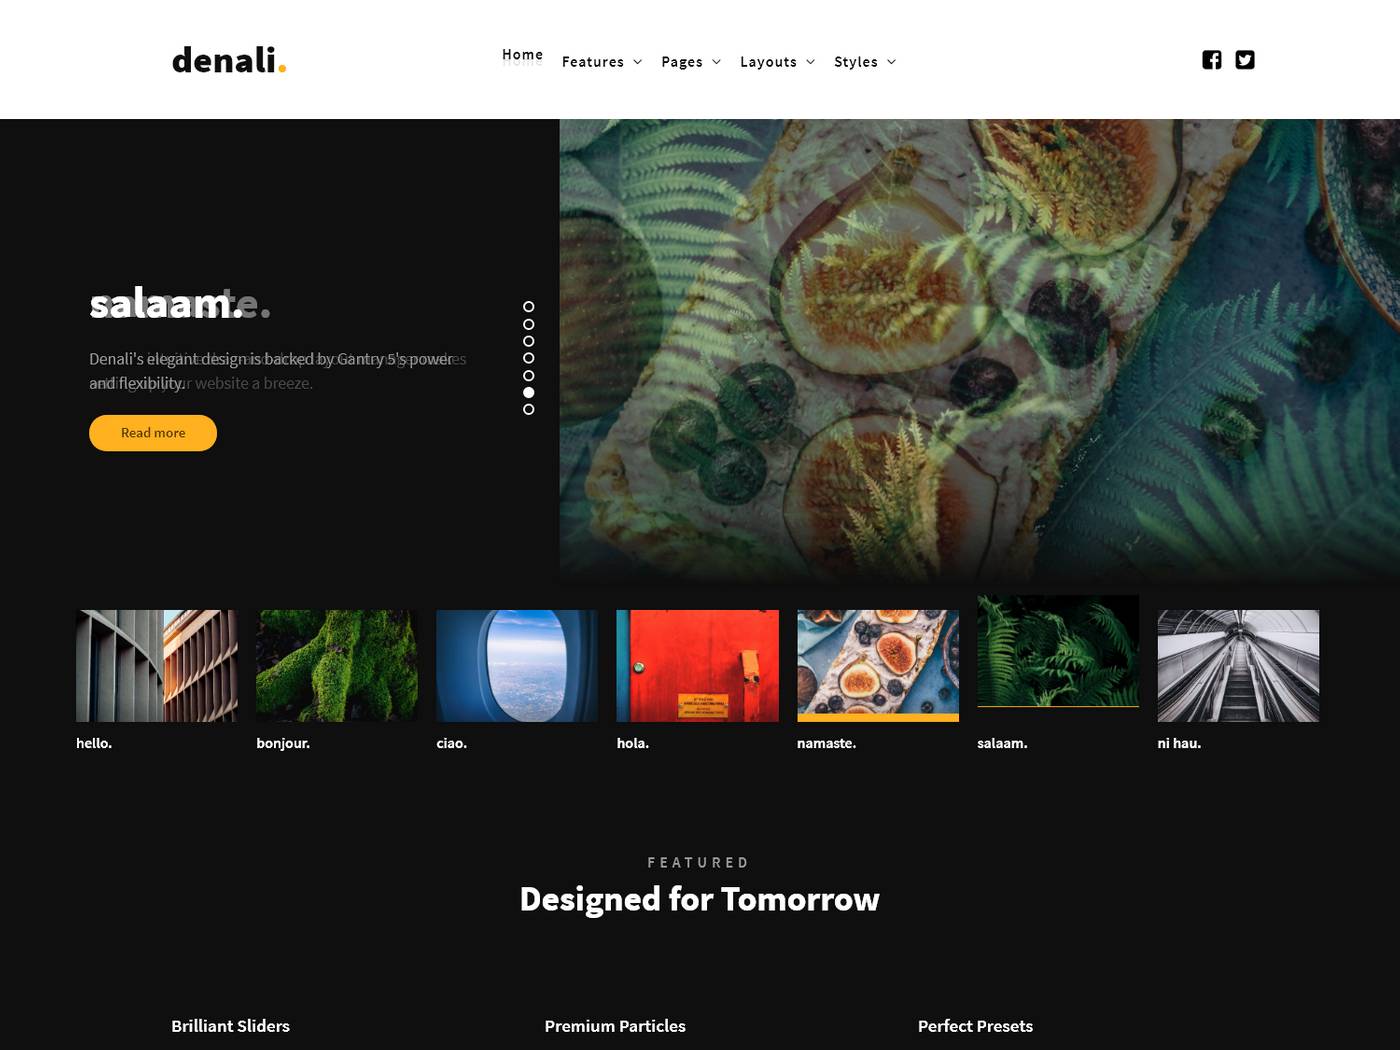 denali.
Home
Features
Pages
Layouts
Styles
salaam.
Denali's elegant design is backed by Gantry 5's power
and flexibility.
website a breeze.
Read more
hello.
bonjour.
ciao.
hola.
namaste.
salaam.
ni hau.
FEATURED
Designed for Tomorrow
Brilliant Sliders
Premium Particles
Perfect Presets